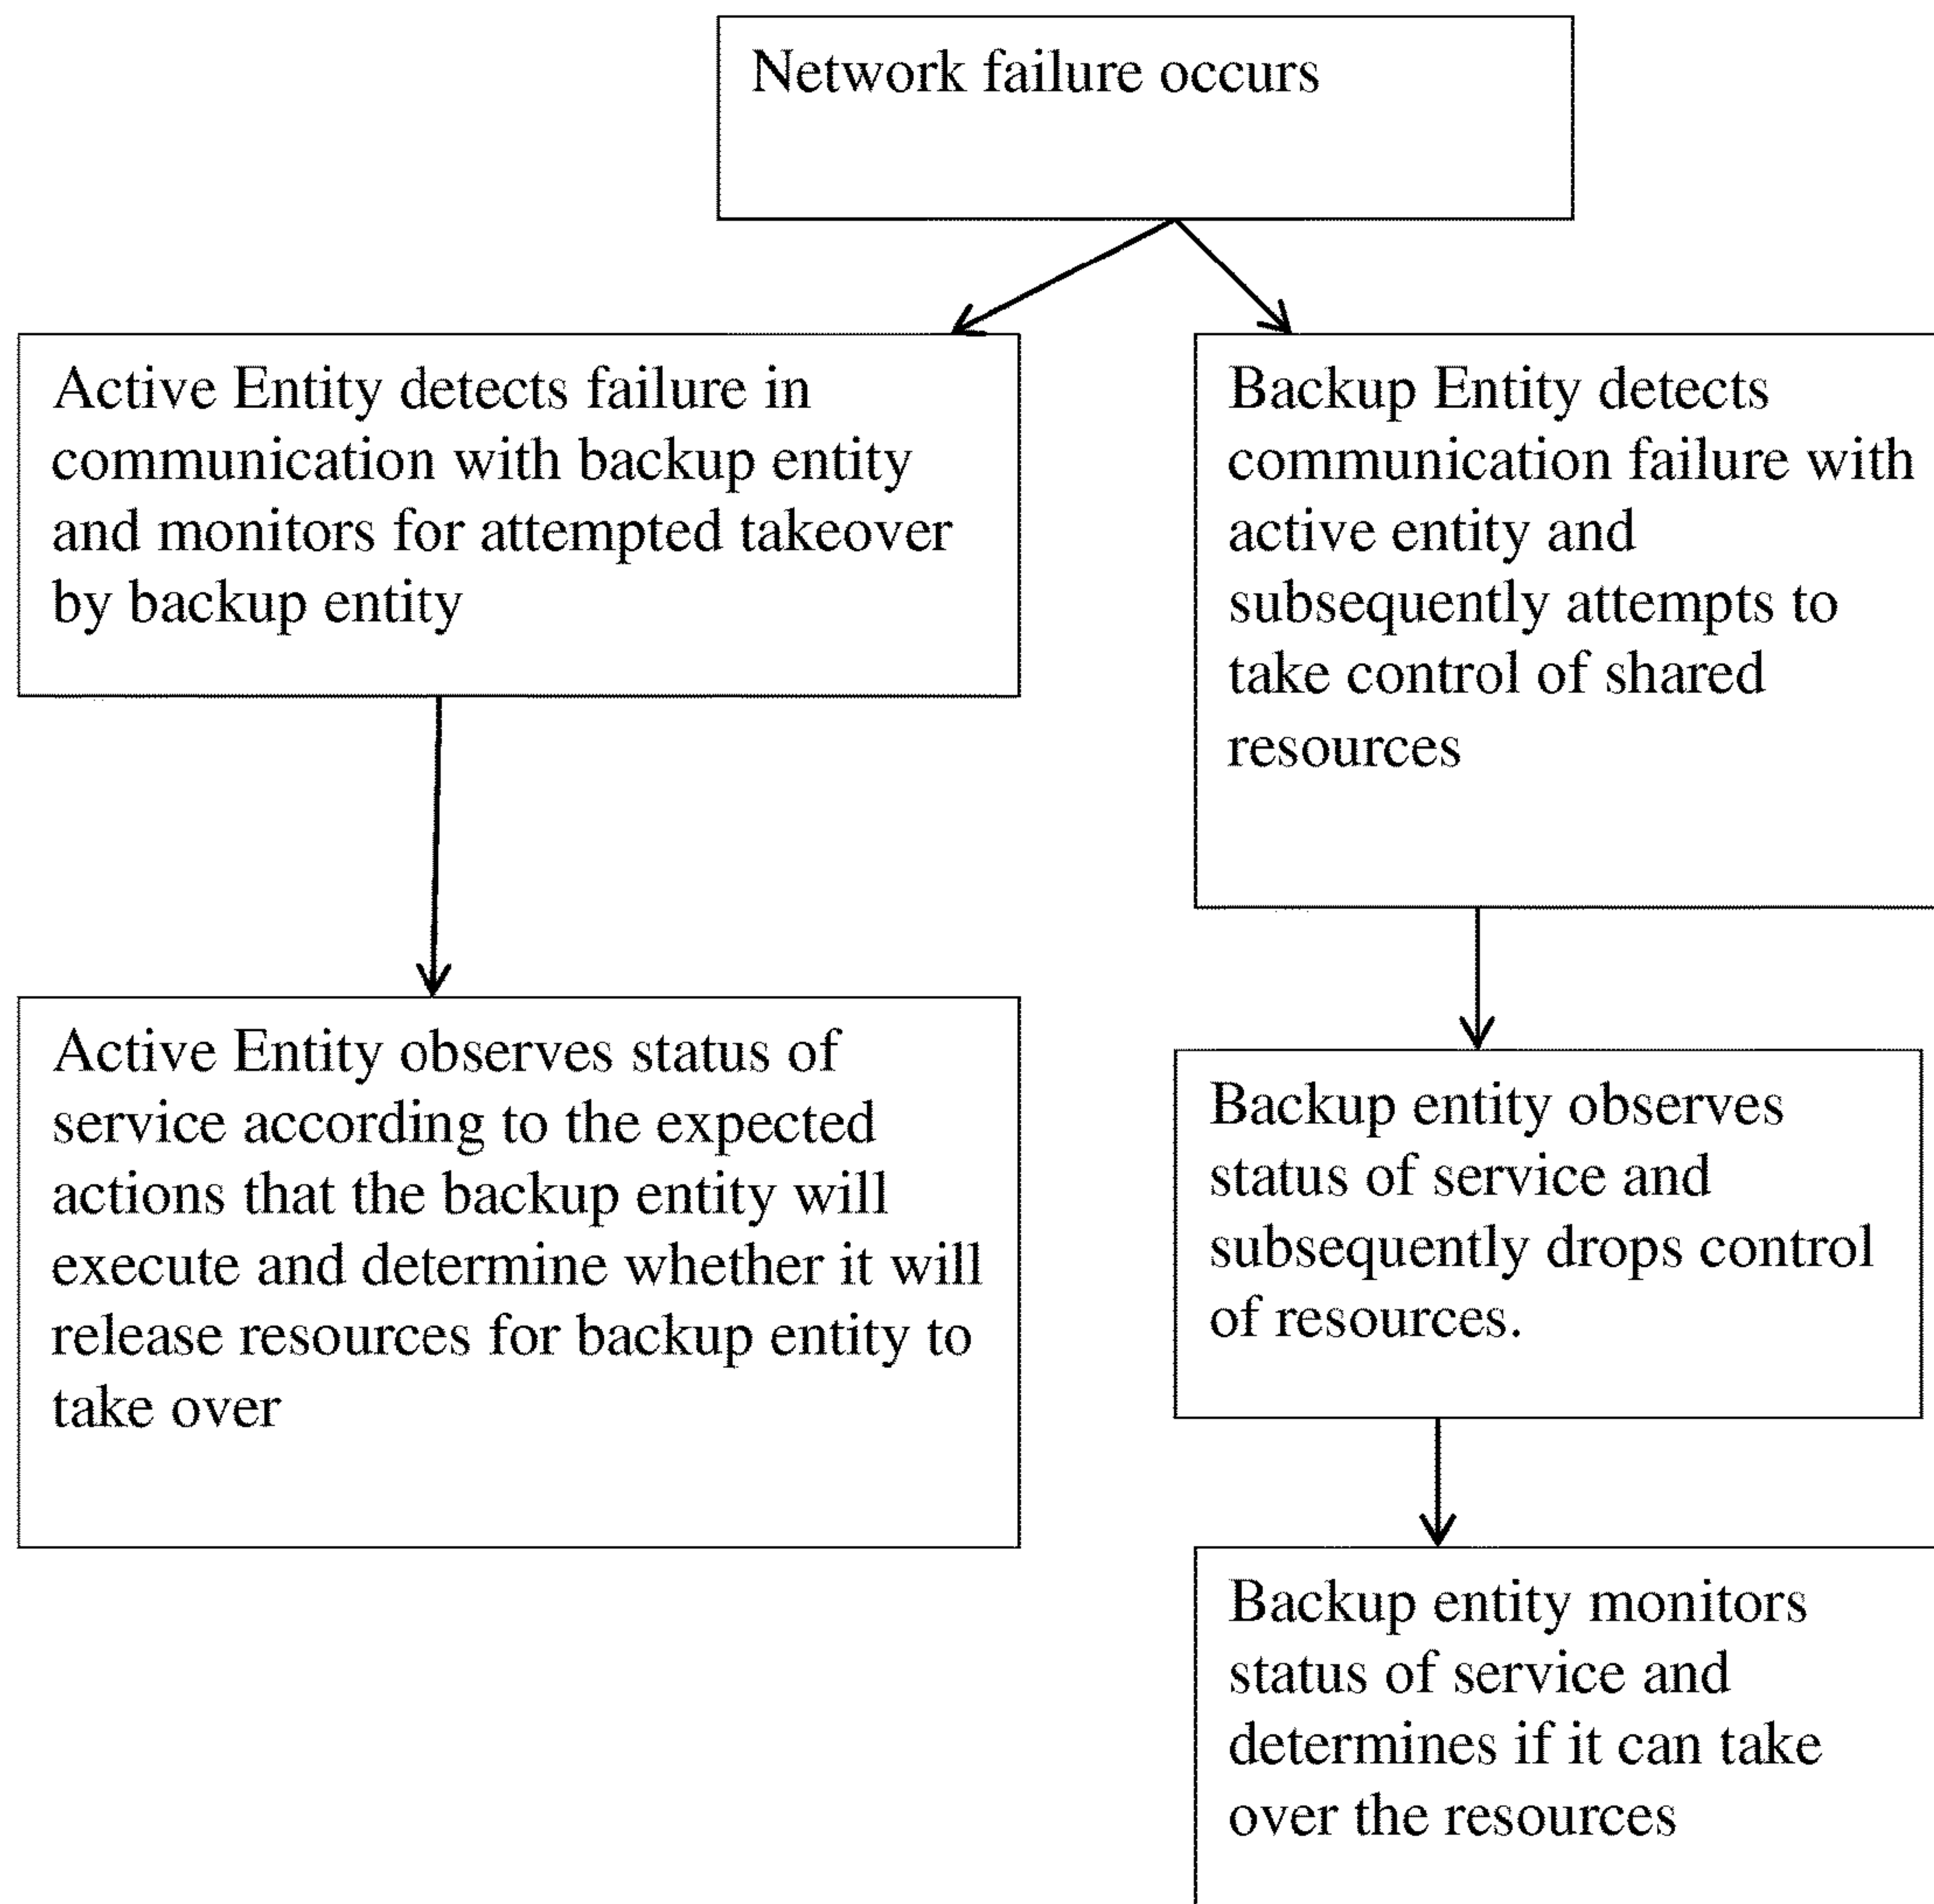 Network failure occurs
Active Entity detects failure in
communication with backup entity
and monitors for attempted takeover
by backup entity
Backup Entity detects
communication failure with
active entity and
subsequently attempts to
take control of shared
resources
Active Entity observes status of
service according to the expected
actions that the backup entity will
execute and determine whether it will
release resources for backup entity to
take over
Backup entity observes
status of service and
subsequently drops control
of resources.
Backup entity monitors
status of service and
determines if it can take
over the resources